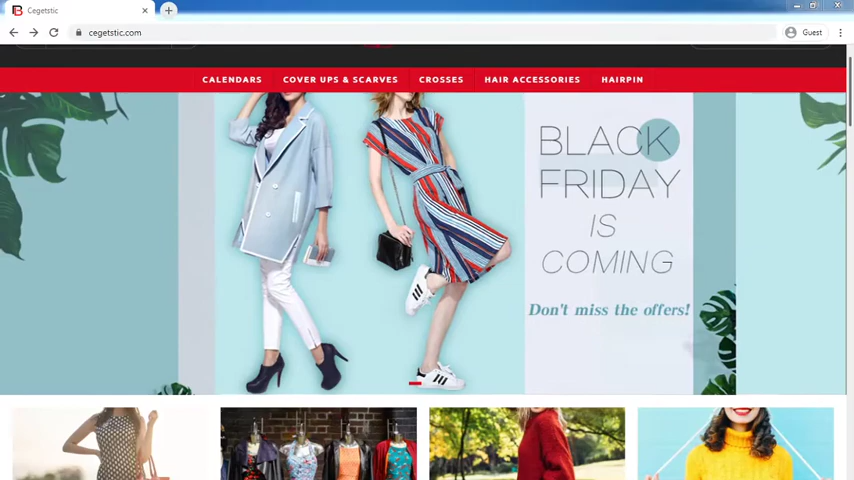 Cegetstic
cegetstic.com
Guest
CALENDARS COVER UPS & SCARVES CROSSES HAIR ACCESSORIES HAIRPIN
BLACK
FRIDAY
IS
COMING
Don't miss the offers!